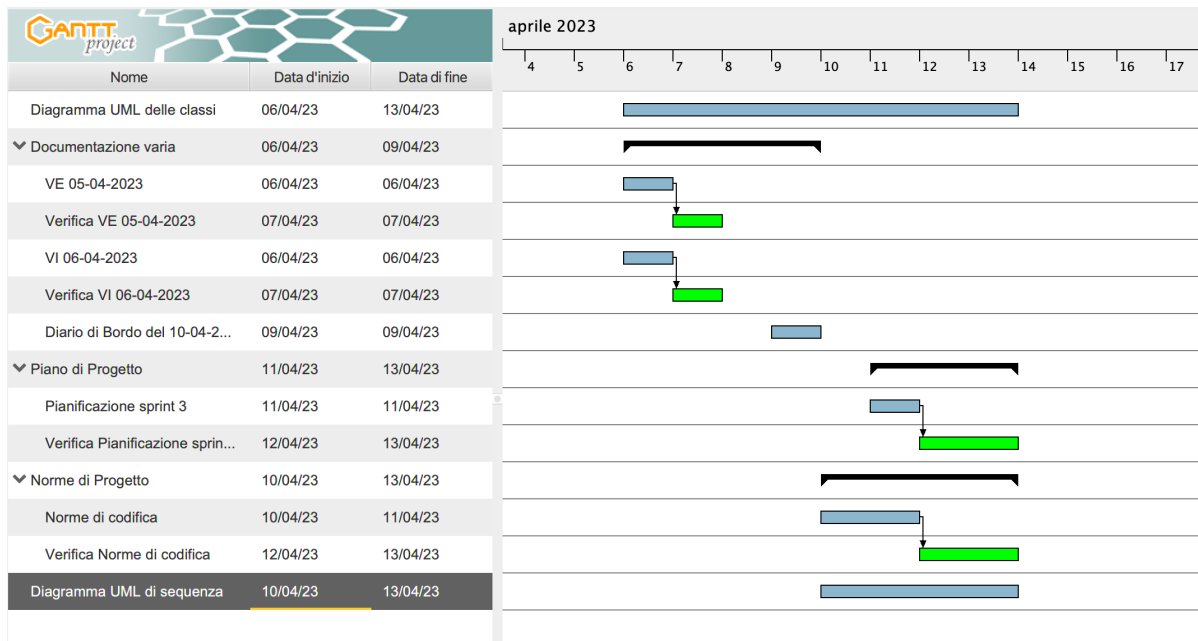 GANTT
project
aprile 2023
4 5 6 7 8 9 10 11 12 13 14 15 16 17
Nome Data d'inizio Data di fine
Diagramma UML delle classi 06/04/23 13/04/23
Documentazione varia 06/04/23 09/04/23
VE 05-04-2023 06/04/23 06/04/23
Verifica VE 05-04-2023 07/04/23 07/04/23
VI 06-04-2023 06/04/23 06/04/23
Verifica VI 06-04-2023 07/04/23 07/04/23
Diario di Bordo del 10-04-2... 09/04/23 09/04/23
Piano di Progetto 11/04/23 13/04/23
Pianificazione sprint 3 11/04/23 11/04/23
Verifica Pianificazione sprin... 12/04/23 13/04/23
Norme di Progetto 10/04/23 13/04/23
Norme di codifica 10/04/23 11/04/23
Verifica Norme di codifica 12/04/23 13/04/23
Diagramma UML di sequenza 10/04/23 13/04/23